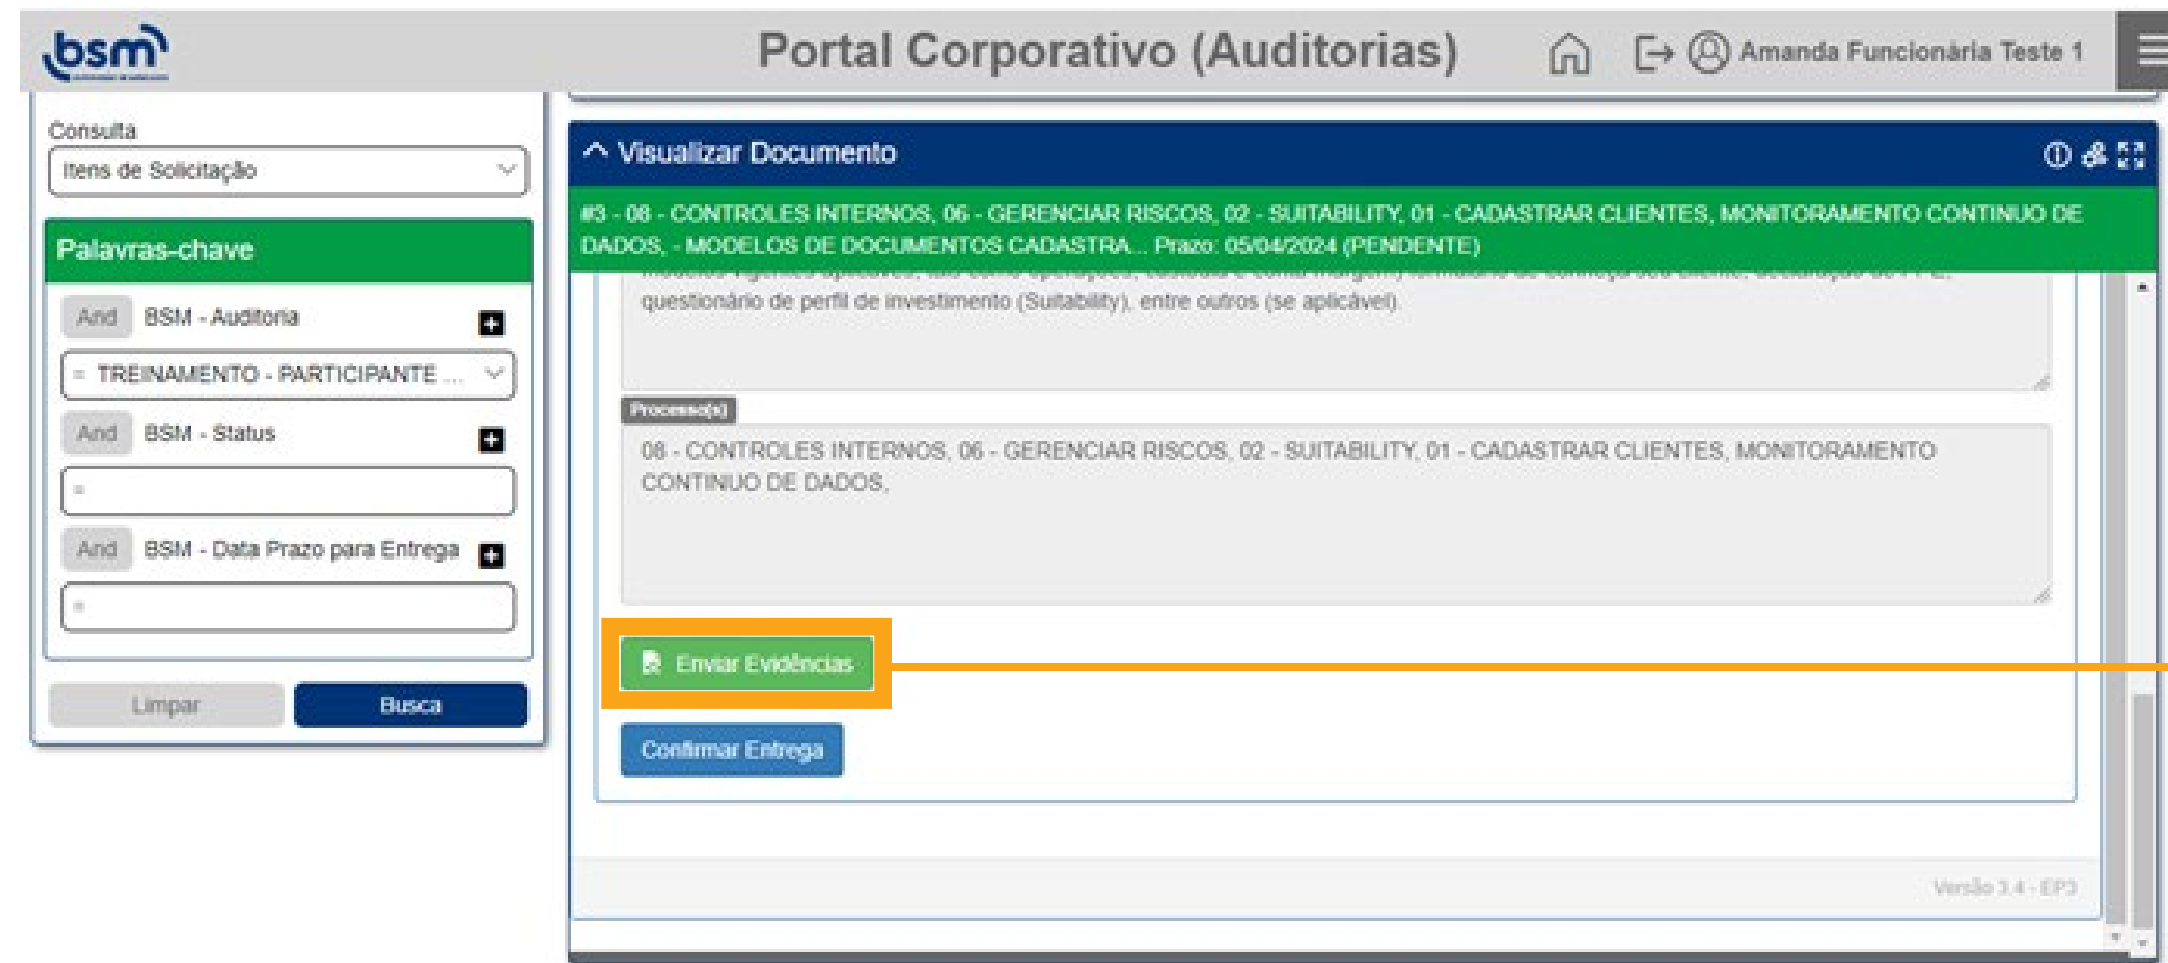 bsm
Portal Corporativo (Auditorias)
Amanda Funcionária Teste 1
Consulta
Itens de Solicitação
Palavras-chave
And BSM - Auditoria
= TREINAMENTO - PARTICIPANTE ...
And BSM - Status
=
And BSM - Data Prazo para Entrega
=
Limpar Busca
Visualizar Documento
#3 - 08 - CONTROLES INTERNOS, 06 - GERENCIAR RISCOS, 02 - SUITABILITY, 01 - CADASTRAR CLIENTES, MONITORAMENTO CONTINUO DE
DADOS, - MODELOS DE DOCUMENTOS CADASTRA... Prazo: 05/04/2024 (PENDENTE)
questionário de perfil de investimento (Suitability), entre outros (se aplicável).
Processo(s)
08 - CONTROLES INTERNOS, 06 - GERENCIAR RISCOS, 02 - SUITABILITY, 01 - CADASTRAR CLIENTES, MONITORAMENTO
CONTINUO DE DADOS,
Enviar Evidências
Confirmar Entrega
Versão 3.4 - EP3